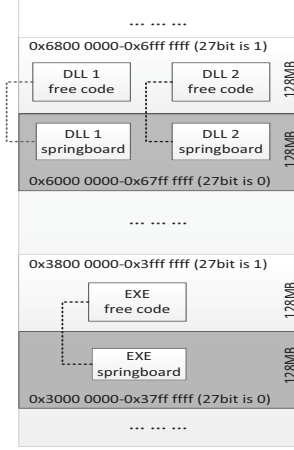 ... ... ...
0x6800 0000-0x6fff ffff (27bit is 1)
DLL 1
free code
DLL 2
free code
128MB
DLL 1
springboard
DLL 2
springboard
128MB
0x6000 0000-0x67ff ffff (27bit is 0)
... ... ...
0x3800 0000-0x3fff ffff (27bit is 1)
EXE
free code
128MB
EXE
springboard
128MB
0x3000 0000-0x37ff ffff (27bit is 0)
... ... ...